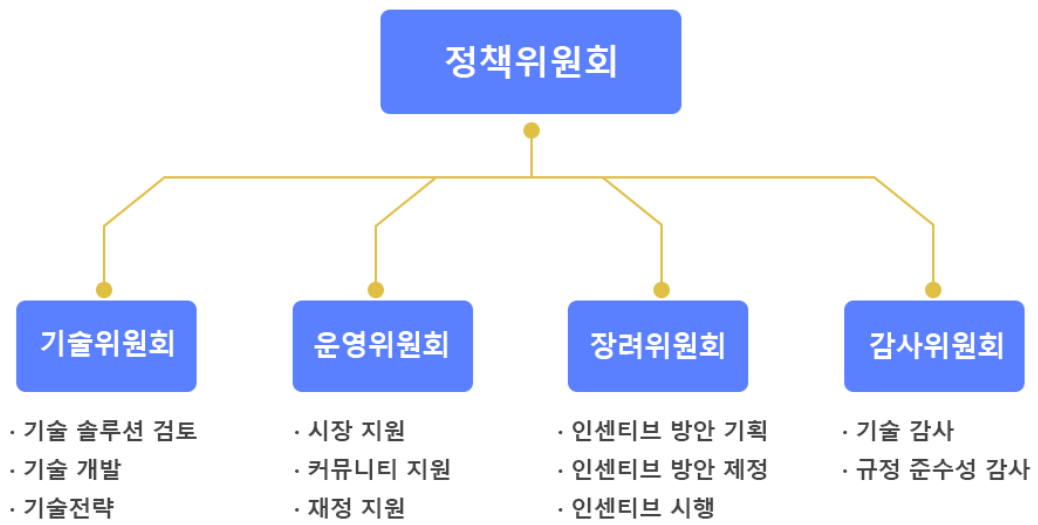 정책위원회
기술위원회
운영위원회
장려위원회
감사위원회
· 기술 솔루션 검토
· 기술 개발
· 기술전략
· 시장 지원
· 커뮤니티 지원
· 재정 지원
· 인센티브 방안 기획
· 인센티브 방안 제정
· 인센티브 시행
· 기술 감사
· 규정 준수성 감사